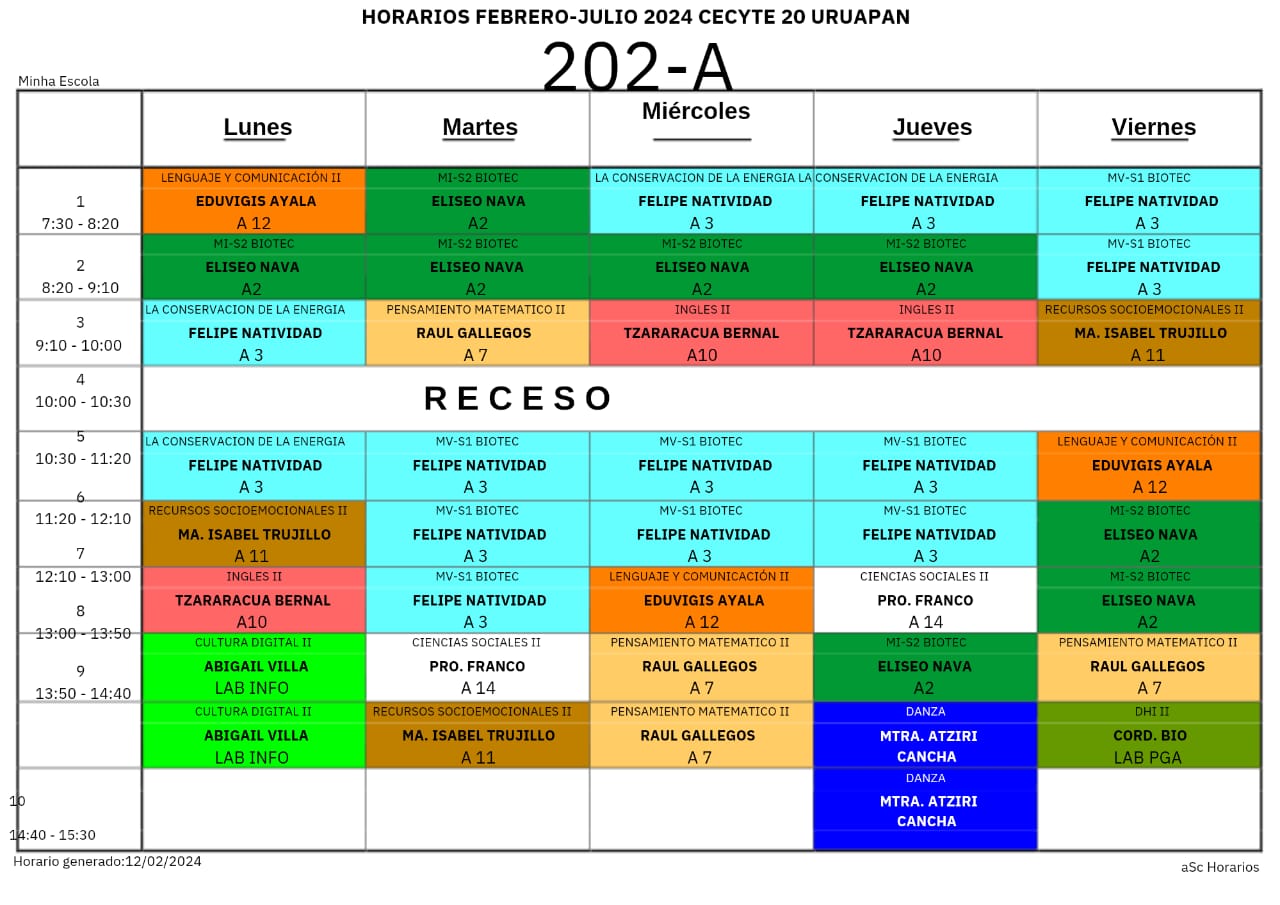 HORARIOS FEBRERO-JULIO 2024 CECYTE 20 URUAPAN
202-A
Minha Escola
Lunes Martes Miércoles Jueves Viernes
LENGUAJE Y COMUNICACIÓN II MI-S2 BIOTEC LA CONSERVACION DE LA ENERGIA LA CONSERVACION DE LA ENERGIA MV-S1 BIOTEC
1 EDUVIGIS AYALA ELISEO NAVA FELIPE NATIVIDAD FELIPE NATIVIDAD FELIPE NATIVIDAD
7:30 - 8:20 A 12 A2 A 3 A 3 A 3
MI-S2 BIOTEC MI-S2 BIOTEC MI-S2 BIOTEC MI-S2 BIOTEC MV-S1 BIOTEC
2 ELISEO NAVA ELISEO NAVA ELISEO NAVA ELISEO NAVA FELIPE NATIVIDAD
8:20 - 9:10 A2 A2 A2 A2 A 3
LA CONSERVACION DE LA ENERGIA PENSAMIENTO MATEMATICO II INGLES II INGLES II RECURSOS SOCIOEMOCIONALES II
3 FELIPE NATIVIDAD RAUL GALLEGOS TZARARACUA BERNAL TZARARACUA BERNAL MA. ISABEL TRUJILLO
9:10 - 10:00 A 3 A 7 A10 A10 A 11
4
10:00 - 10:30 RECESO
5 LA CONSERVACION DE LA ENERGIA MV-S1 BIOTEC MV-S1 BIOTEC MV-S1 BIOTEC LENGUAJE Y COMUNICACIÓN II
10:30 - 11:20 FELIPE NATIVIDAD FELIPE NATIVIDAD FELIPE NATIVIDAD FELIPE NATIVIDAD EDUVIGIS AYALA
A 3 A 3 A 3 A 3 A 12
6
RECURSOS SOCIOEMOCIONALES II MV-S1 BIOTEC MV-S1 BIOTEC MV-S1 BIOTEC MI-S2 BIOTEC
11:20 - 12:10 MA. ISABEL TRUJILLO FELIPE NATIVIDAD FELIPE NATIVIDAD FELIPE NATIVIDAD ELISEO NAVA
7 A 11 A 3 A 3 A 3 A2
12:10 - 13:00 INGLES II MV-S1 BIOTEC LENGUAJE Y COMUNICACIÓN II CIENCIAS SOCIALES II MI-S2 BIOTEC
TZARARACUA BERNAL FELIPE NATIVIDAD EDUVIGIS AYALA PRO. FRANCO ELISEO NAVA
8 A10 A 3 A 12 A 14 A2
13:00 - 13:50
CULTURA DIGITAL II CIENCIAS SOCIALES II PENSAMIENTO MATEMATICO II MI-S2 BIOTEC PENSAMIENTO MATEMATICO II
9 ABIGAIL VILLA PRO. FRANCO RAUL GALLEGOS ELISEO NAVA RAUL GALLEGOS
13:50 - 14:40 LAB INFO A 14 A 7 A2 A 7
CULTURA DIGITAL II RECURSOS SOCIOEMOCIONALES II PENSAMIENTO MATEMATICO II DANZA DHI II
ABIGAIL VILLA MA. ISABEL TRUJILLO RAUL GALLEGOS MTRA. ATZIRI CORD. BIO
LAB INFO A 11 A 7 CANCHA LAB PGA
DANZA
10 MTRA. ATZIRI
CANCHA
14:40 - 15:30
Horario generado:12/02/2024
aSc Horarios